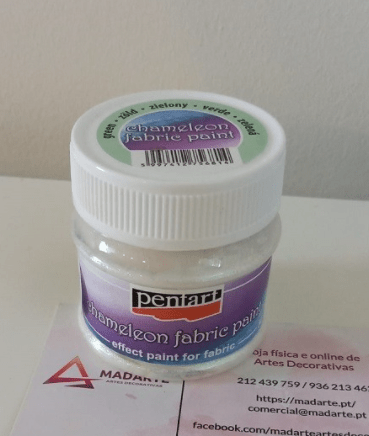 green • zöld • zielony • verde • zelená
chameleon
fabric paint
pentart
chameleon fabric paint
effect paint for fabric
MADARTE
ARTES DECORATIVAS
oja física e online de
Artes Decorativas
212 439 759 / 936 213 46
https://madarte.pt/
comercial@madarte.pt
facebook.com/madarteartesdeco